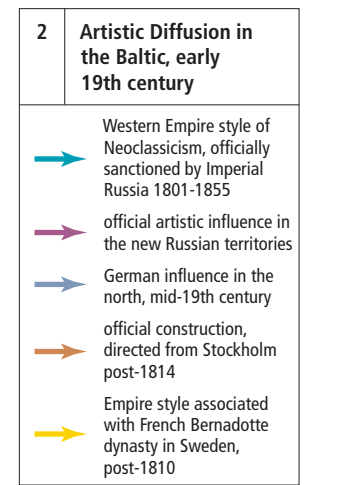 2 Artistic Diffusion in
the Baltic, early
19th century
Western Empire style of
Neoclassicism, officially
sanctioned by Imperial
Russia 1801-1855
official artistic influence in
the new Russian territories
German influence in the
north, mid-19th century
official construction,
directed from Stockholm
post-1814
Empire style associated
with French Bernadotte
dynasty in Sweden,
post-1810